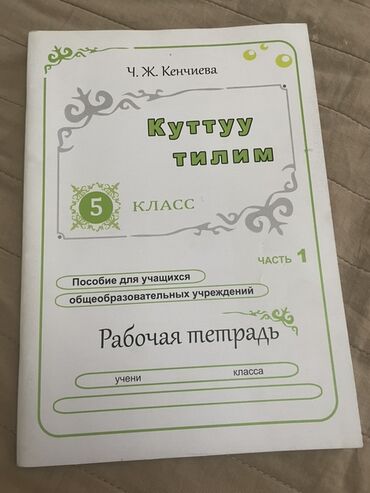 Ч. Ж. Кенчиева
Куттуу
тилим
5 КЛАСС
ЧАСТЬ 1
Пособие для учащихся
общеобразовательных учреждений
Рабочая тетрадь
учени класса